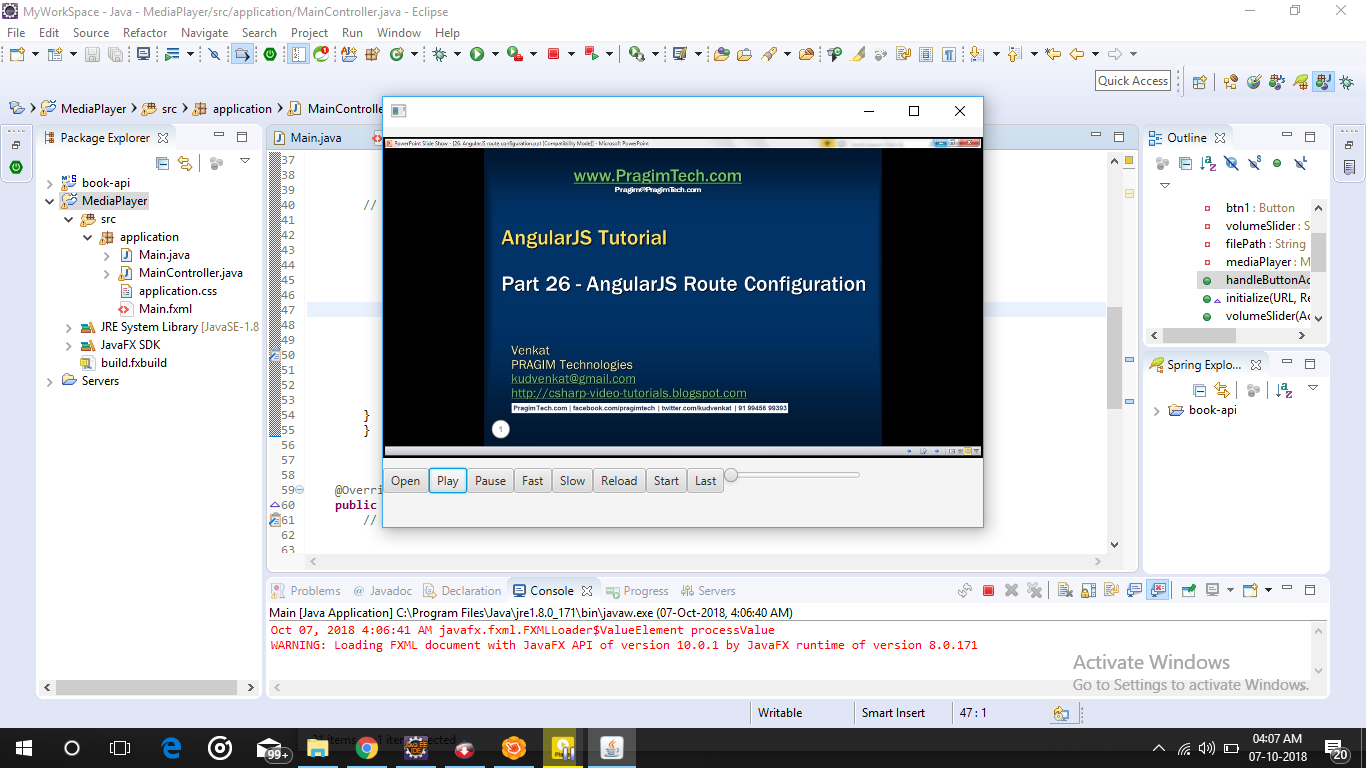 MyWorkSpace - Java - MediaPlayer/src/application/MainController.java - Eclipse
File Edit Source Refactor Navigate Search Project Run Window Help
Quick Access
MediaPlayer src application MainControlle
Package Explorer
book-api
MediaPlayer
src
application
Main.java
MainController.java
application.css
Main.fxml
JRE System Library [JavaSE-1.8
JavaFX SDK
build.fxbuild
Servers
Main.java
37
38
39
40 //
41
42
43
44
45
46
47
48
49
50
51
52
53
54 }
55 }
56
57
58
59 @Overri
60 public
61 //
62
63
PowerPoint Slide Show - [26. AngularJS route configuration.ppt [Compatibility Mode]] - Microsoft PowerPoint
www.PragimTech.com
Pragim@PragimTech.com
AngularJS Tutorial
Part 26 - AngularJS Route Configuration
Venkat
PRAGIM Technologies
kudvenkat@gmail.com
http://csharp-video-tutorials.blogspot.com
PragimTech.com | facebook.com/pragimtech | twitter.com/kudvenkat | 91 99456 99393
1
Open Play Pause Fast Slow Reload Start Last
Outline
btn1 : Button
volumeSlider : S
filePath : String
mediaPlayer : M
handleButtonAc
initialize(URL, Re
volumeSlider(Ac
Spring Explo...
book-api
Problems @ Javadoc Declaration Console Progress Servers
Main [Java Application] C:\Program Files\Java\jre1.8.0_171\bin\javaw.exe (07-Oct-2018, 4:06:40 AM)
Oct 07, 2018 4:06:41 AM javafx.fxml.FXMLLoader$ValueElement processValue
WARNING: Loading FXML document with JavaFX API of version 10.0.1 by JavaFX runtime of version 8.0.171
Activate Windows
Go to Settings to activate Windows.
Writable Smart Insert 47 : 1
99+
04:07 AM
07-10-2018
20